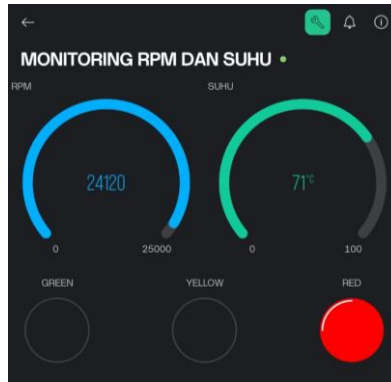 MONITORING RPM DAN SUHU
RPM
SUHU
24120
71°C
0
25000
0
100
GREEN
YELLOW
RED